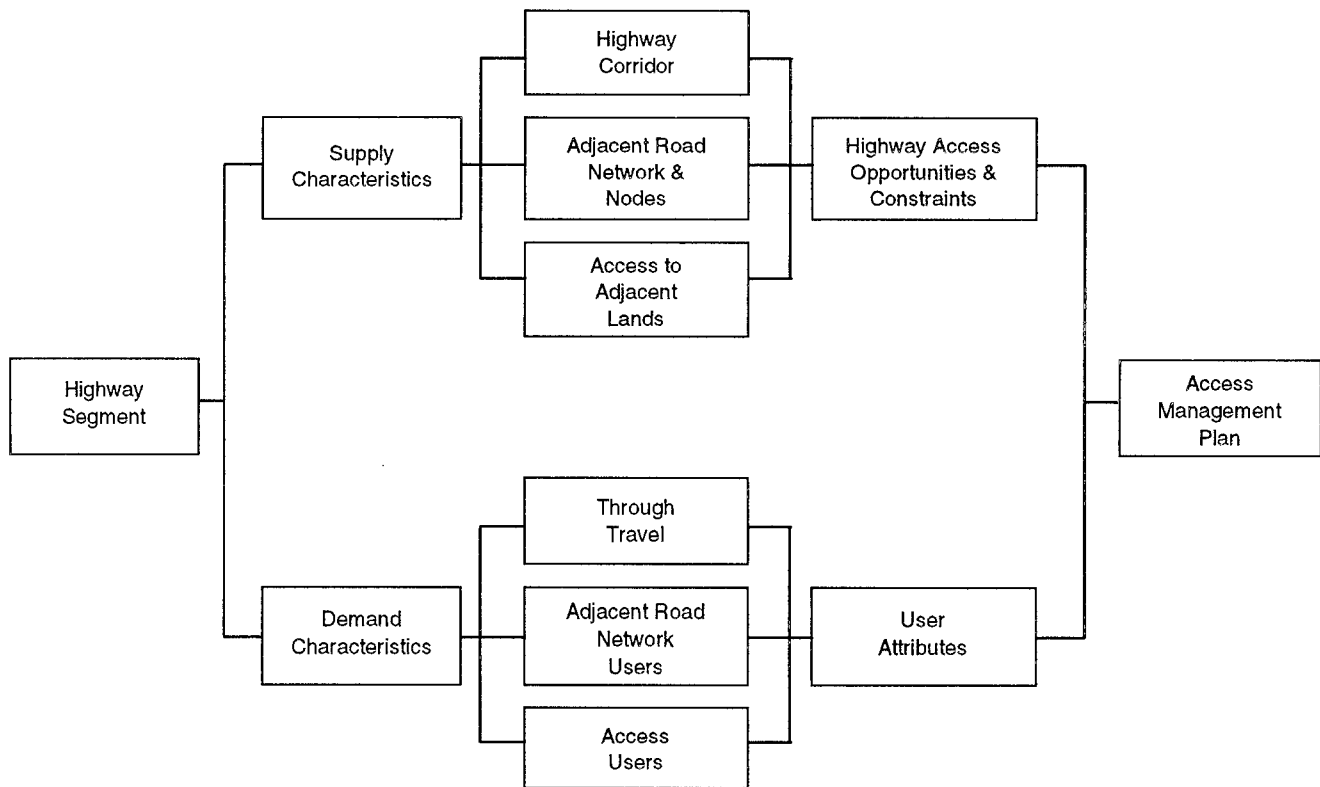 Highway
Corridor
Supply
Characteristics
Adjacent Road
Network &
Nodes
Highway Access
Opportunities &
Constraints
Access to
Adjacent
Lands
Highway
Segment
Access
Management
Plan
Through
Travel
Demand
Characteristics
Adjacent Road
Network
Users
User
Attributes
Access
Users